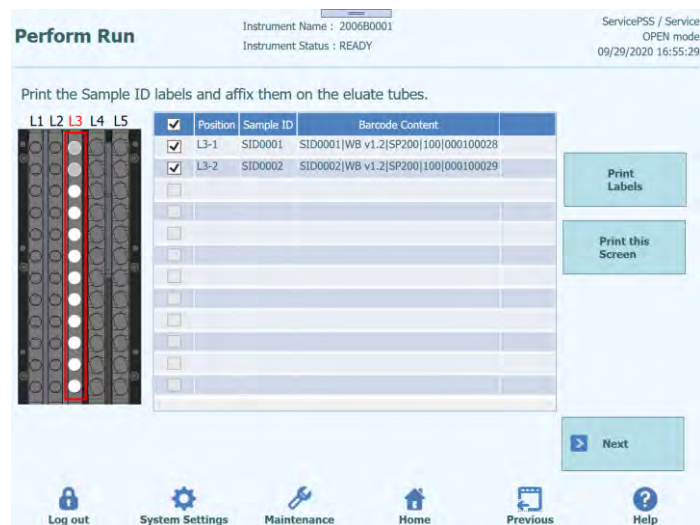 Perform Run
Instrument Name : 2006B0001
Instrument Status : READY
ServicePSS / Service
OPEN mode
09/29/2020 16:55:29
Print the Sample ID labels and affix them on the eluate tubes.
L1 L2 L3 L4 L5
Position Sample ID Barcode Content
L3-1 SID0001 SID0001|WB v1.2|SP200|100|000100028
L3-2 SID0002 SID0002|WB v1.2|SP200|100|000100029
Print
Labels
Print this
Screen
Next
Log out System Settings Maintenance Home Previous Help